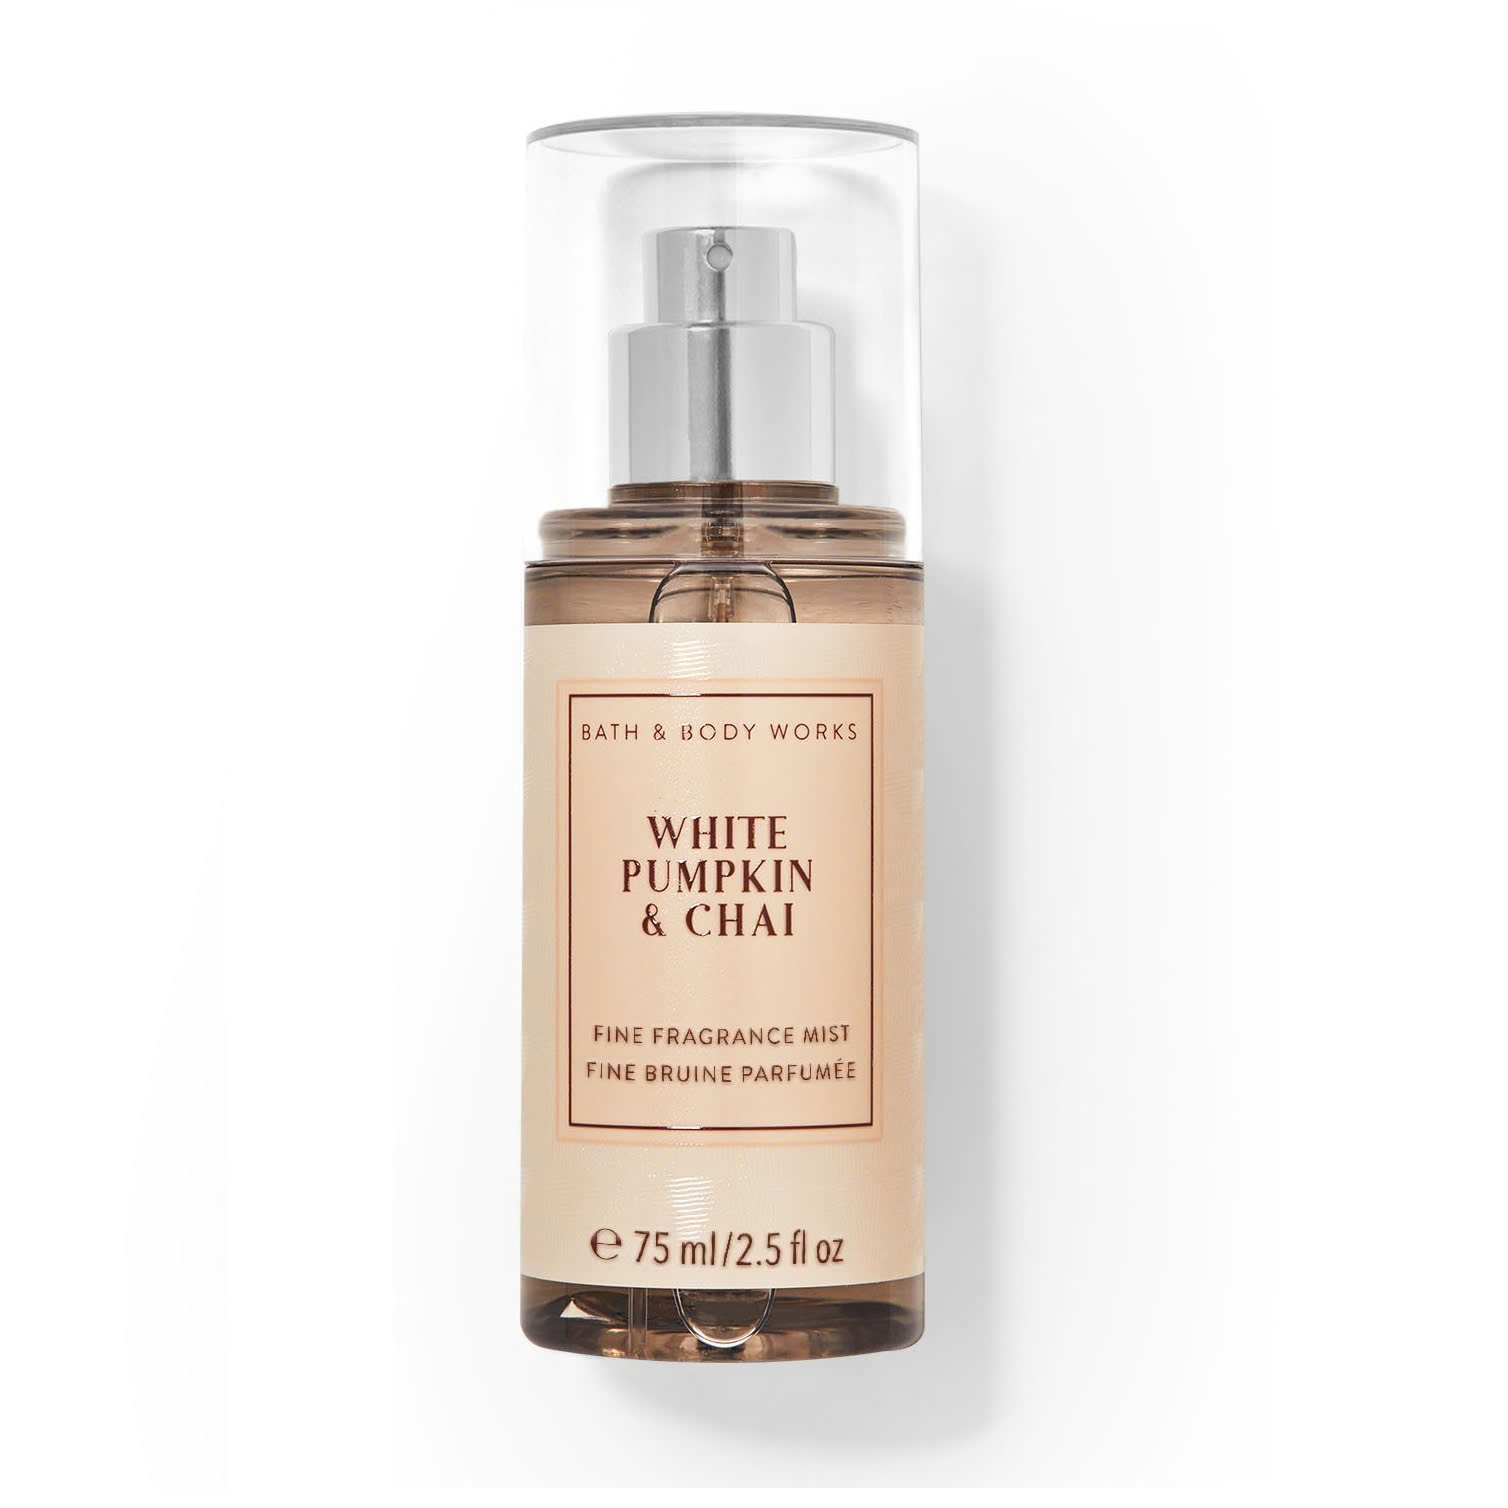 BATH & BODY WORKS
WHITE
PUMPKIN
& CHAI
FINE FRAGRANCE MIST
FINE BRUINE PARFUMÉE
℮ 75 ml/2.5 fl oz